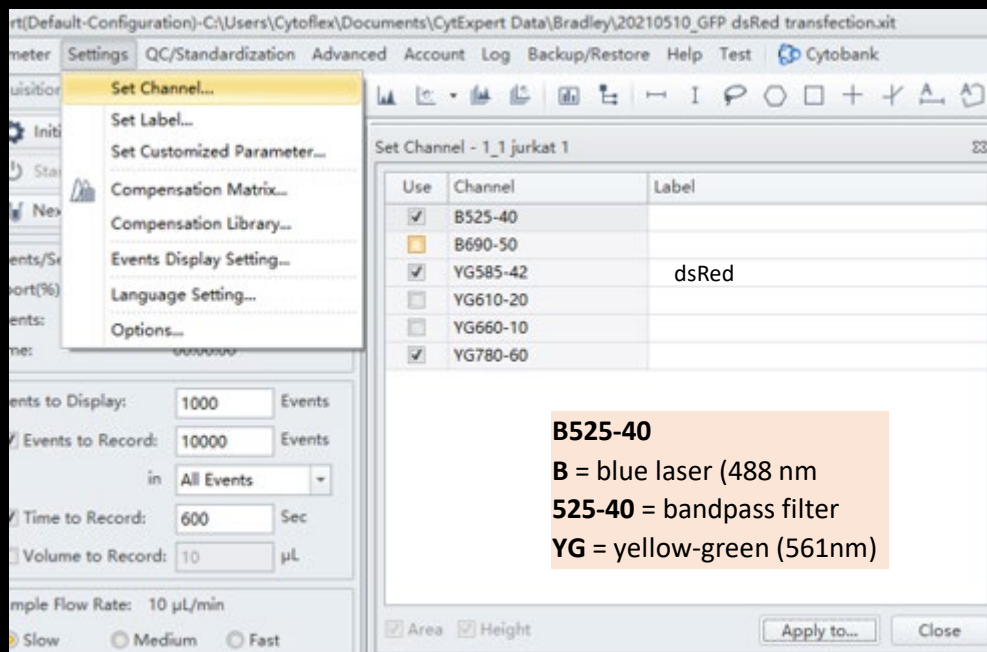 rt(Default-Configuration)-C:\Users\Cytoflex\Documents\CytExpert Data\Bradley\20210510_GFP dsRed transfection.xit
meter Settings QC/Standardization Advanced Account Log Backup/Restore Help Test Cytobank
uisition
Initi
Sta
Nex
ents/Se
port(%)
ents:
me: 00:00:00
Set Channel...
Set Label...
Set Customized Parameter...
Compensation Matrix...
Compensation Library...
Events Display Setting...
Language Setting...
Options...
ents to Display: 1000 Events
Events to Record: 10000 Events
in All Events
Time to Record: 600 Sec
Volume to Record: 10 µL
mple Flow Rate: 10 µL/min
Slow Medium Fast
Set Channel - 1_1 jurkat 1
Use Channel Label
B525-40
B690-50
YG585-42 dsRed
YG610-20
YG660-10
YG780-60
B525-40
B = blue laser (488 nm
525-40 = bandpass filter
YG = yellow-green (561nm)
Area Height Apply to... Close